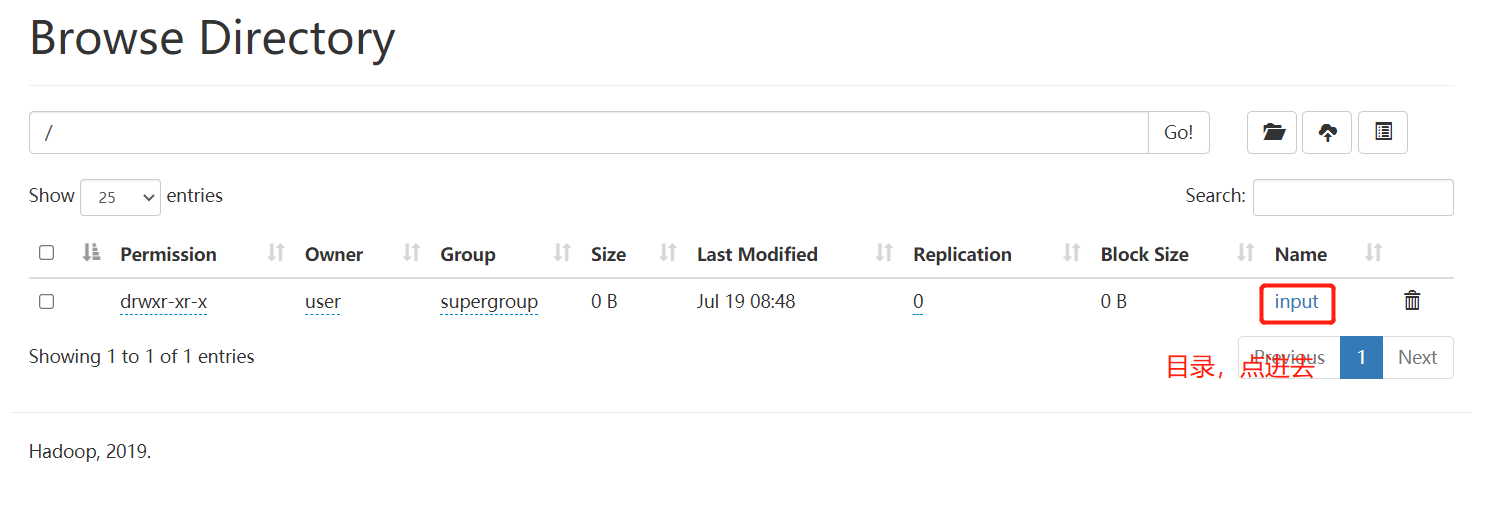 Browse Directory
/
Go!
Show 25 entries
Search:
Permission Owner Group Size Last Modified Replication Block Size Name
drwxr-xr-x user supergroup 0 B Jul 19 08:48 0 0 B input
Showing 1 to 1 of 1 entries
Previous 1 Next
目录，点进去
Hadoop, 2019.